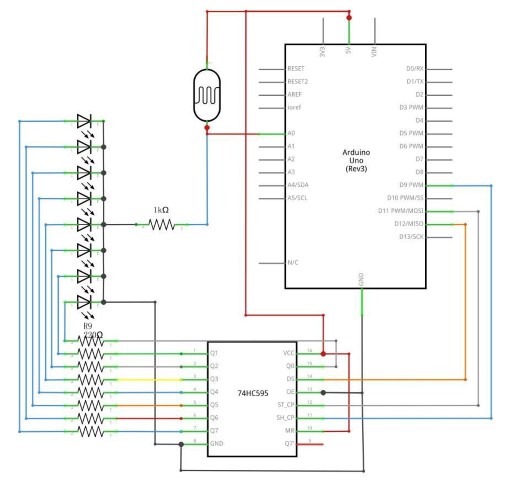 3V3
5V
VIN
RESET
RESET2
AREF
ioref
A0
A1
A2
A3
A4/SDA
A5/SCL
N/C
Arduino
Uno
(Rev3)
D0/RX
D1/TX
D2
D3 PWM
D4
D5 PWM
D6 PWM
D7
D8
D9 PWM
D10 PWM/SS
D11 PWM/MOSI
D12/MISO
D13/SCK
GND
1kΩ
R9
220Ω
74HC595
Q1
Q2
Q3
Q4
Q5
Q6
Q7
GND
VCC
Q0
DS
OE
ST_CP
SH_CP
MR
Q7'
1
2
3
4
5
6
7
8
16
15
14
13
12
11
10
9